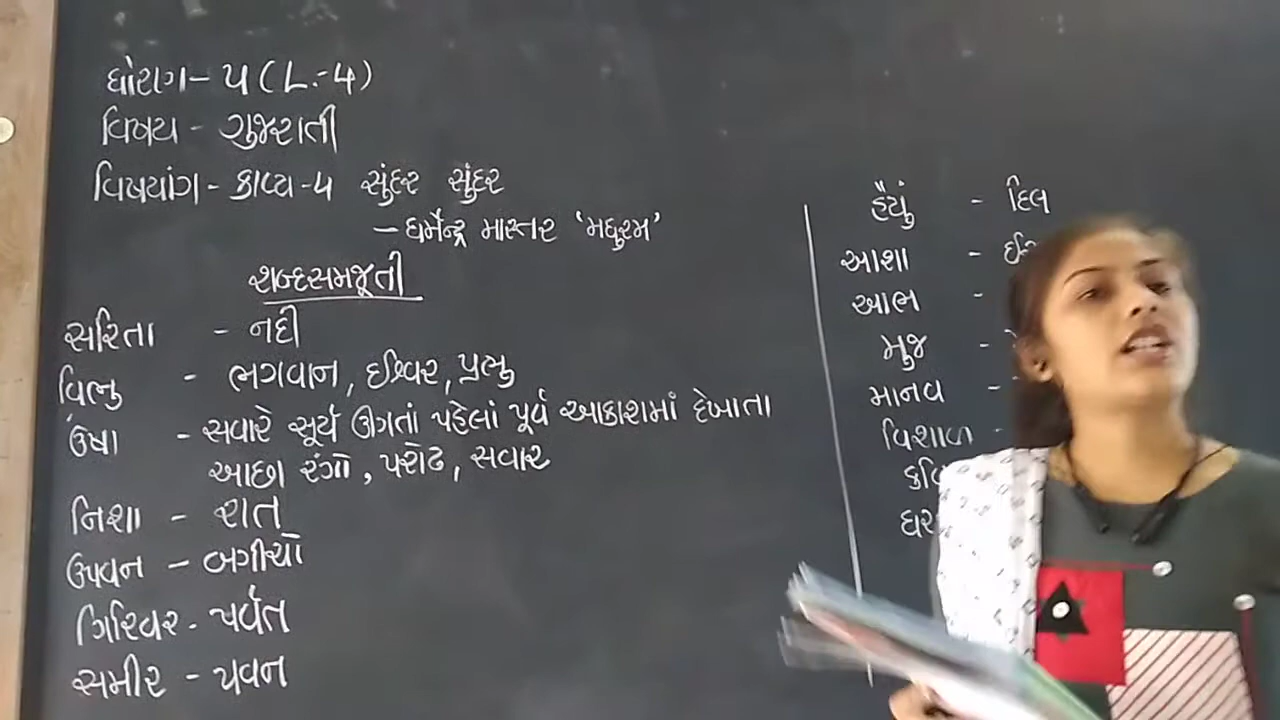 ધોરણ - ૫ (L.-4)
વિષય - ગુજરાતી
વિષયાંગ - કાવ્ય-૫ સુંદર સુંદર
- ધર્મેન્દ્ર માસ્તર 'મધુરમ'
શબ્દસમજૂતી
સરિતા - નદી
વિભુ - ભગવાન, ઈશ્વર, પ્રભુ
ઉષા - સવારે સૂર્ય ઊગતાં પહેલાં પૂર્વ આકાશમાં દેખાતા
આછા રંગો, પરોઢ, સવાર
નિશા - રાત
ઉપવન - બગીચો
ગિરિવર - પર્વત
સમીર - પવન
હૈયું - દિલ
આશા -
આભ -
મુજ -
માનવ -
વિશાળ -